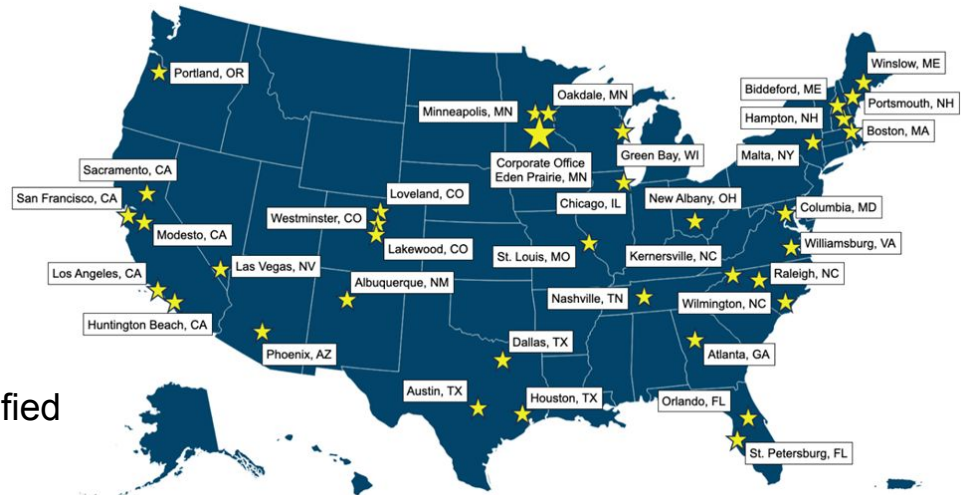 Winslow, ME
Portland, OR
Biddeford, ME
Oakdale, MN
Portsmouth, NH
Minneapolis, MN
Hampton, NH
Boston, MA
Green Bay, WI
Malta, NY
Corporate Office
Eden Prairie, MN
Sacramento, CA
Loveland, CO
New Albany, OH
San Francisco, CA
Chicago, IL
Columbia, MD
Westminster, CO
Modesto, CA
Williamsburg, VA
Lakewood, CO
St. Louis, MO
Kernersville, NC
Los Angeles, CA
Las Vegas, NV
Raleigh, NC
Albuquerque, NM
Nashville, TN
Wilmington, NC
Huntington Beach, CA
Dallas, TX
Phoenix, AZ
Atlanta, GA
Austin, TX
Houston, TX
Orlando, FL
fied
St. Petersburg, FL